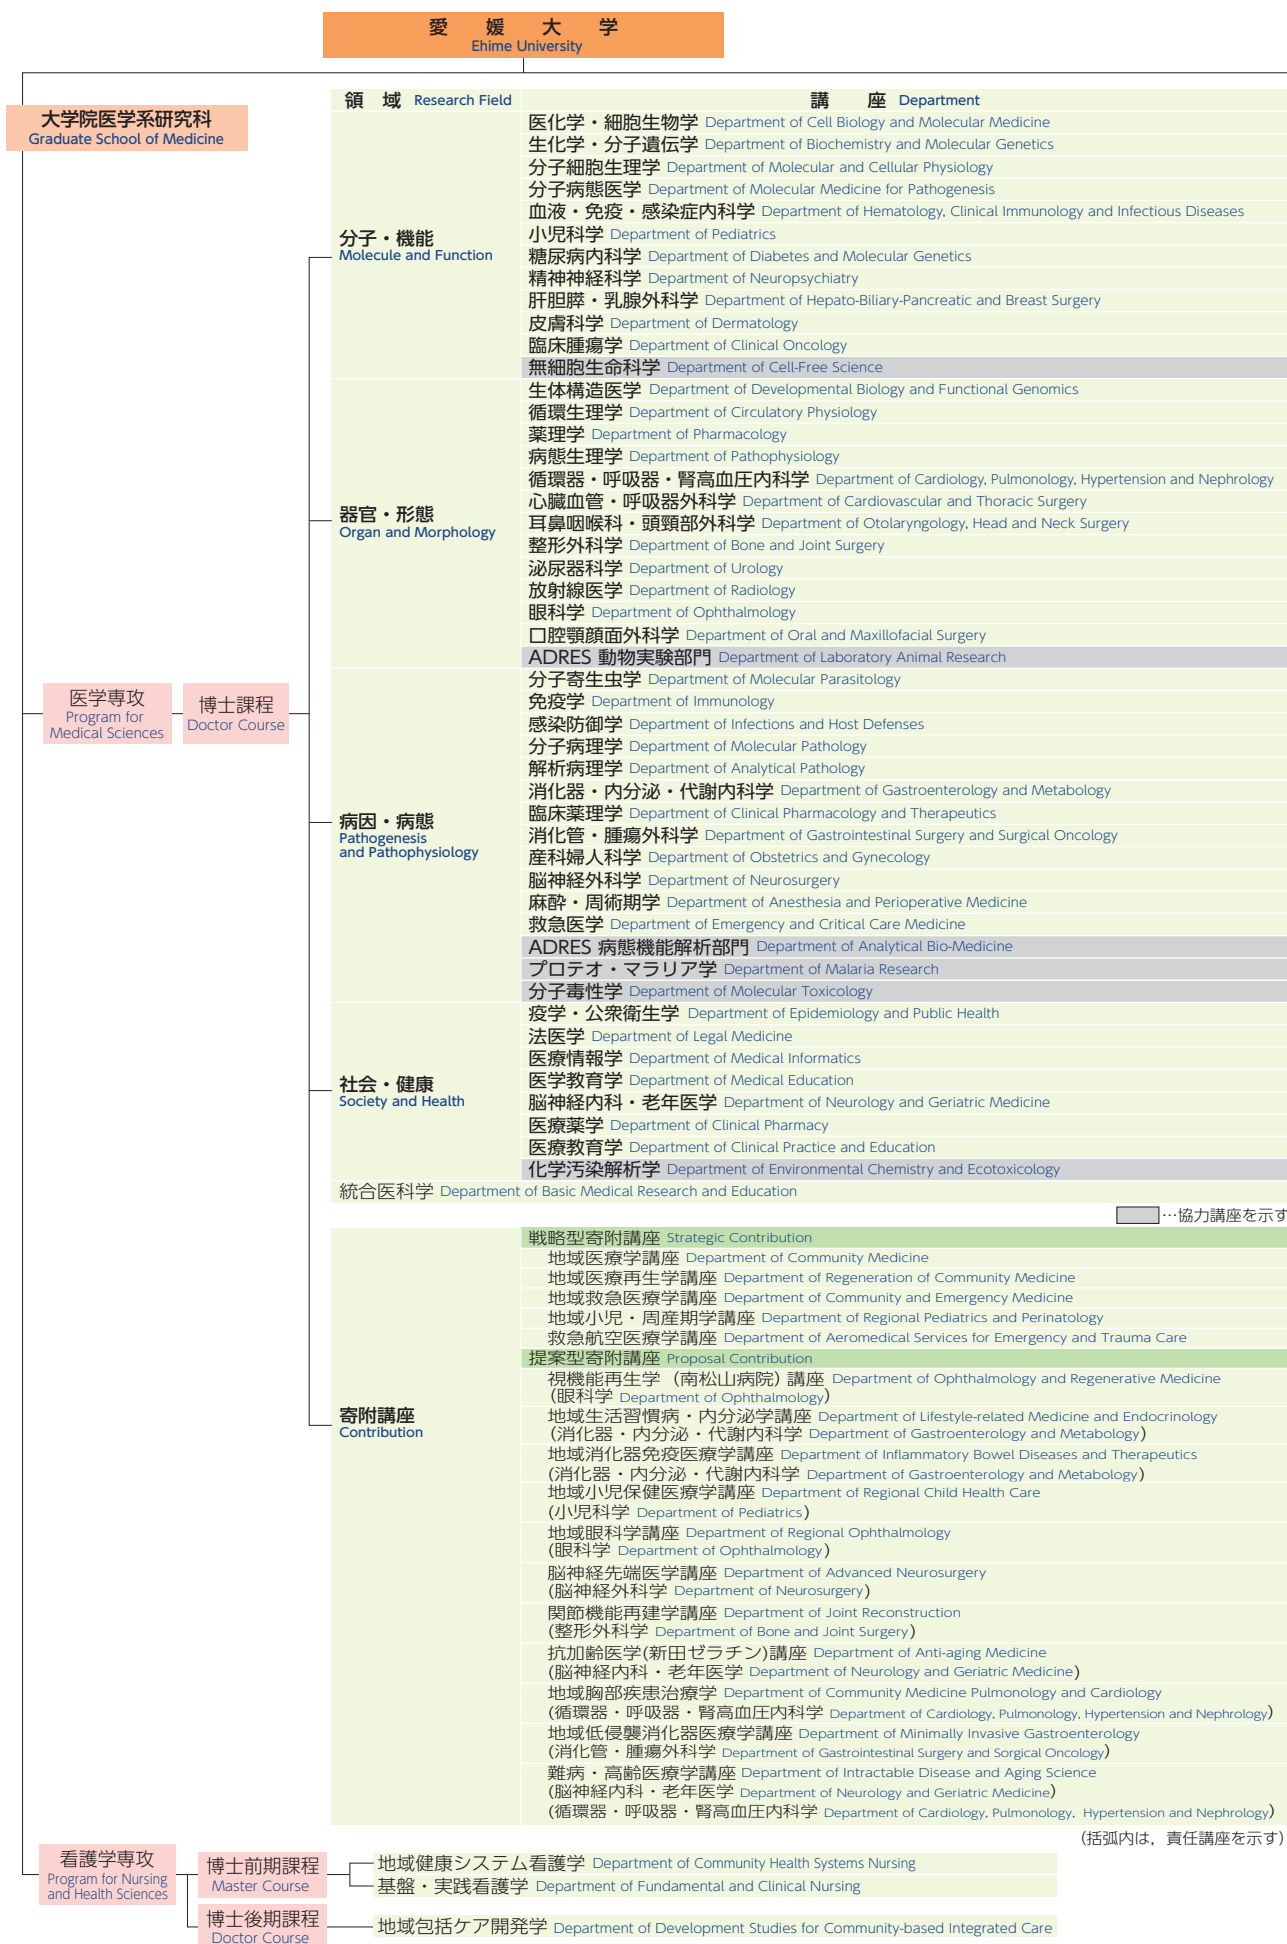 愛 媛 大 学
Ehime University
大学院医学系研究科
Graduate School of Medicine
領 域 Research Field
講 座 Department
分子・機能
Molecule and Function
医化学・細胞生物学 Department of Cell Biology and Molecular Medicine
生化学・分子遺伝学 Department of Biochemistry and Molecular Genetics
分子細胞生理学 Department of Molecular and Cellular Physiology
分子病態医学 Department of Molecular Medicine for Pathogenesis
血液・免疫・感染症内科学 Department of Hematology, Clinical Immunology and Infectious Diseases
小児科学 Department of Pediatrics
糖尿病内科学 Department of Diabetes and Molecular Genetics
精神神経科学 Department of Neuropsychiatry
肝胆膵・乳腺外科学 Department of Hepato-Biliary-Pancreatic and Breast Surgery
皮膚科学 Department of Dermatology
臨床腫瘍学 Department of Clinical Oncology
無細胞生命科学 Department of Cell-Free Science
器官・形態
Organ and Morphology
生体構造医学 Department of Developmental Biology and Functional Genomics
循環生理学 Department of Circulatory Physiology
薬理学 Department of Pharmacology
病態生理学 Department of Pathophysiology
循環器・呼吸器・腎高血圧内科学 Department of Cardiology, Pulmonology, Hypertension and Nephrology
心臓血管・呼吸器外科学 Department of Cardiovascular and Thoracic Surgery
耳鼻咽喉科・頭頸部外科学 Department of Otolaryngology, Head and Neck Surgery
整形外科学 Department of Bone and Joint Surgery
泌尿器科学 Department of Urology
放射線医学 Department of Radiology
眼科学 Department of Ophthalmology
口腔顎顔面外科学 Department of Oral and Maxillofacial Surgery
ADRES 動物実験部門 Department of Laboratory Animal Research
医学専攻
Program for
Medical Sciences
博士課程
Doctor Course
病因・病態
Pathogenesis
and Pathophysiology
分子寄生虫学 Department of Molecular Parasitology
免疫学 Department of Immunology
感染防御学 Department of Infections and Host Defenses
分子病理学 Department of Molecular Pathology
解析病理学 Department of Analytical Pathology
消化器・内分泌・代謝内科学 Department of Gastroenterology and Metabology
臨床薬理学 Department of Clinical Pharmacology and Therapeutics
消化管・腫瘍外科学 Department of Gastrointestinal Surgery and Surgical Oncology
産科婦人科学 Department of Obstetrics and Gynecology
脳神経外科学 Department of Neurosurgery
麻酔・周術期学 Department of Anesthesia and Perioperative Medicine
救急医学 Department of Emergency and Critical Care Medicine
ADRES 病態機能解析部門 Department of Analytical Bio-Medicine
プロテオ・マラリア学 Department of Malaria Research
分子毒性学 Department of Molecular Toxicology
社会・健康
Society and Health
疫学・公衆衛生学 Department of Epidemiology and Public Health
法医学 Department of Legal Medicine
医療情報学 Department of Medical Informatics
医学教育学 Department of Medical Education
脳神経内科・老年医学 Department of Neurology and Geriatric Medicine
医療薬学 Department of Clinical Pharmacy
医療教育学 Department of Clinical Practice and Education
化学汚染解析学 Department of Environmental Chemistry and Ecotoxicology
統合医科学 Department of Basic Medical Research and Education
…協力講座を示す
寄附講座
Contribution
戦略型寄附講座 Strategic Contribution
地域医療学講座 Department of Community Medicine
地域医療再生学講座 Department of Regeneration of Community Medicine
地域救急医療学講座 Department of Community and Emergency Medicine
地域小児・周産期学講座 Department of Regional Pediatrics and Perinatology
救急航空医療学講座 Department of Aeromedical Services for Emergency and Trauma Care
提案型寄附講座 Proposal Contribution
視機能再生学（南松山病院）講座 Department of Ophthalmology and Regenerative Medicine
(眼科学 Department of Ophthalmology)
地域生活習慣病・内分泌学講座 Department of Lifestyle-related Medicine and Endocrinology
(消化器・内分泌・代謝内科学 Department of Gastroenterology and Metabology)
地域消化器免疫医療学講座 Department of Inflammatory Bowel Diseases and Therapeutics
(消化器・内分泌・代謝内科学 Department of Gastroenterology and Metabology)
地域小児保健医療学講座 Department of Regional Child Health Care
(小児科学 Department of Pediatrics)
地域眼科学講座 Department of Regional Ophthalmology
(眼科学 Department of Ophthalmology)
脳神経先端医学講座 Department of Advanced Neurosurgery
(脳神経外科学 Department of Neurosurgery)
関節機能再建学講座 Department of Joint Reconstruction
(整形外科学 Department of Bone and Joint Surgery)
抗加齢医学(新田ゼラチン)講座 Department of Anti-aging Medicine
(脳神経内科・老年医学 Department of Neurology and Geriatric Medicine)
地域胸部疾患治療学 Department of Community Medicine Pulmonology and Cardiology
(循環器・呼吸器・腎高血圧内科学 Department of Cardiology, Pulmonology, Hypertension and Nephrology)
地域低侵襲消化器医療学講座 Department of Minimally Invasive Gastroenterology
(消化管・腫瘍外科学 Department of Gastrointestinal Surgery and Sorgical Oncology)
難病・高齢医療学講座 Department of Intractable Disease and Aging Science
(脳神経内科・老年医学 Department of Neurology and Geriatric Medicine)
(循環器・呼吸器・腎高血圧内科学 Department of Cardiology, Pulmonology, Hypertension and Nephrology)
(括弧内は，責任講座を示す)
看護学専攻
Program for Nursing
and Health Sciences
博士前期課程
Master Course
地域健康システム看護学 Department of Community Health Systems Nursing
基盤・実践看護学 Department of Fundamental and Clinical Nursing
博士後期課程
Doctor Course
地域包括ケア開発学 Department of Development Studies for Community-based Integrated Care